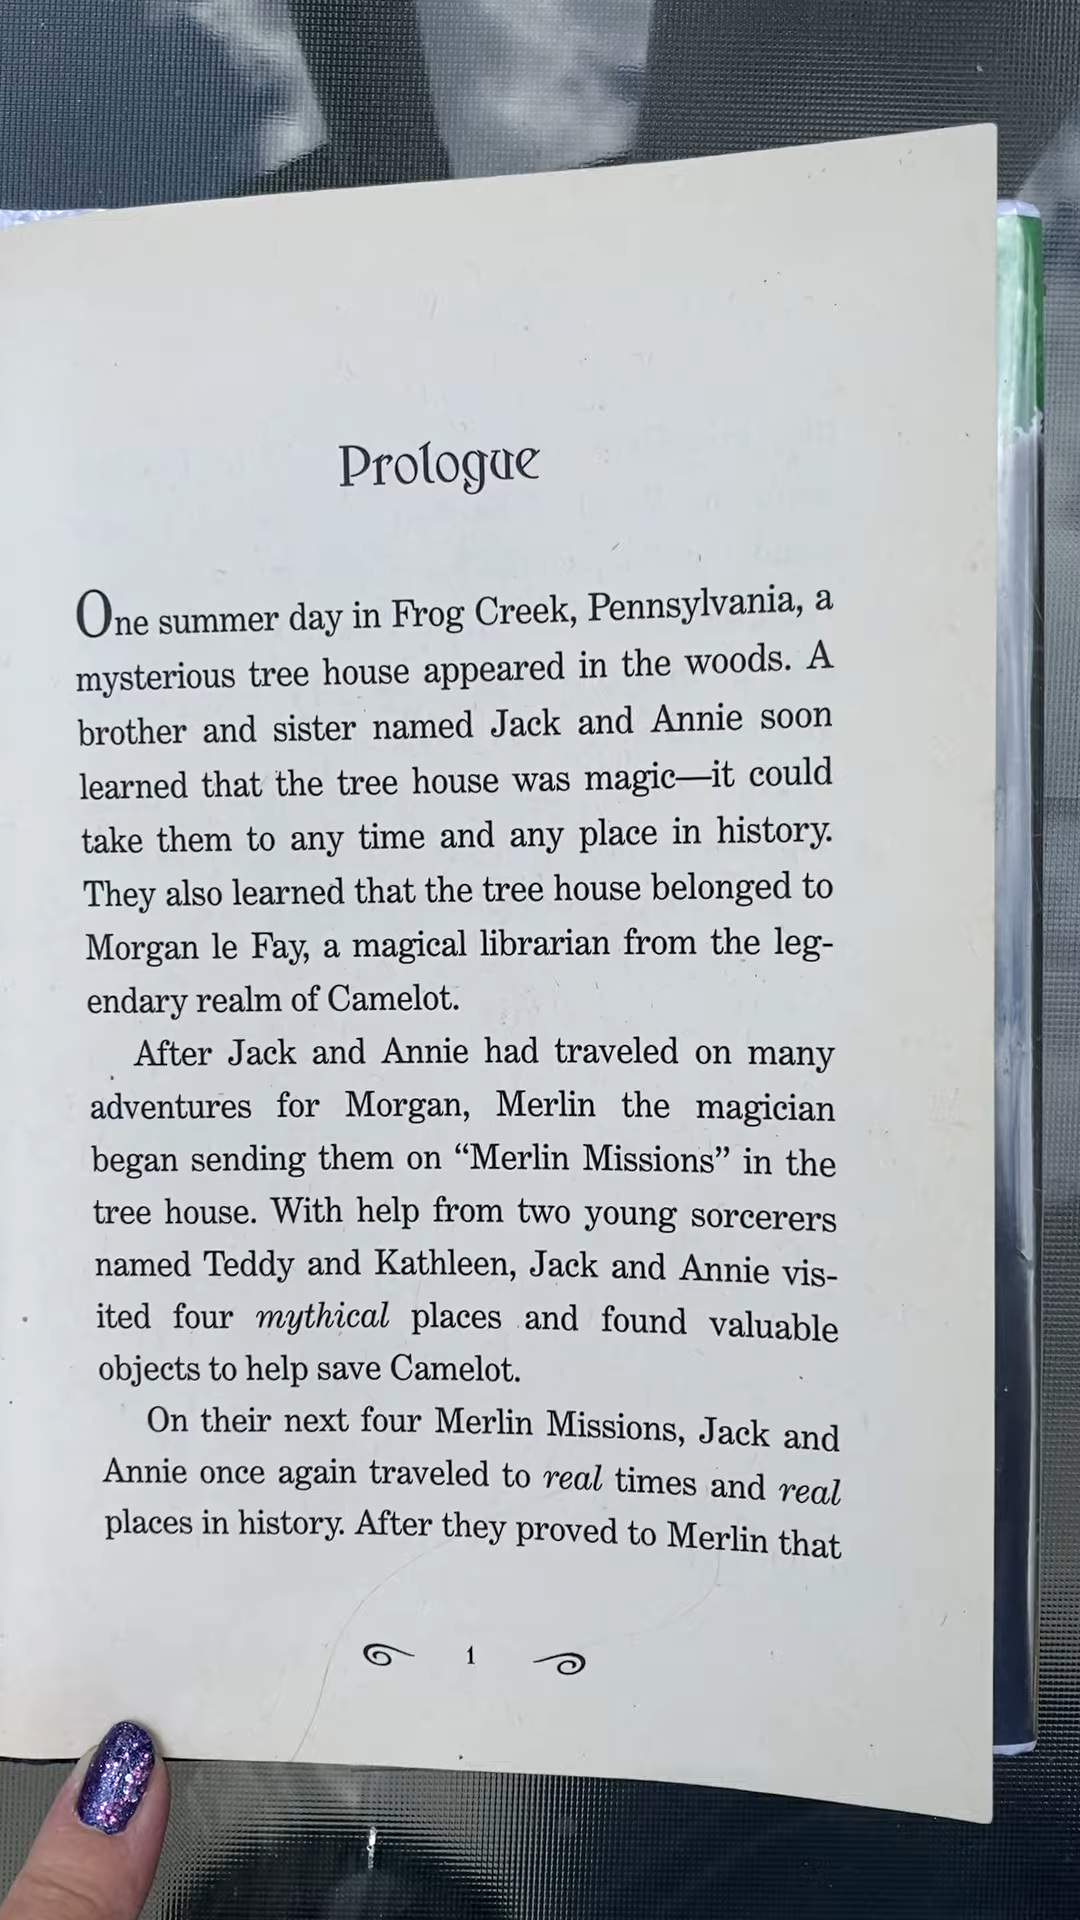 Prologue
One summer day in Frog Creek, Pennsylvania, a
mysterious tree house appeared in the woods. A
brother and sister named Jack and Annie soon
learned that the tree house was magic—it could
take them to any time and any place in history.
They also learned that the tree house belonged to
Morgan le Fay, a magical librarian from the leg-
endary realm of Camelot.
After Jack and Annie had traveled on many
adventures for Morgan, Merlin the magician
began sending them on “Merlin Missions” in the
tree house. With help from two young sorcerers
named Teddy and Kathleen, Jack and Annie vis-
ited four mythical places and found valuable
objects to help save Camelot.
On their next four Merlin Missions, Jack and
Annie once again traveled to real times and real
places in history. After they proved to Merlin that
1